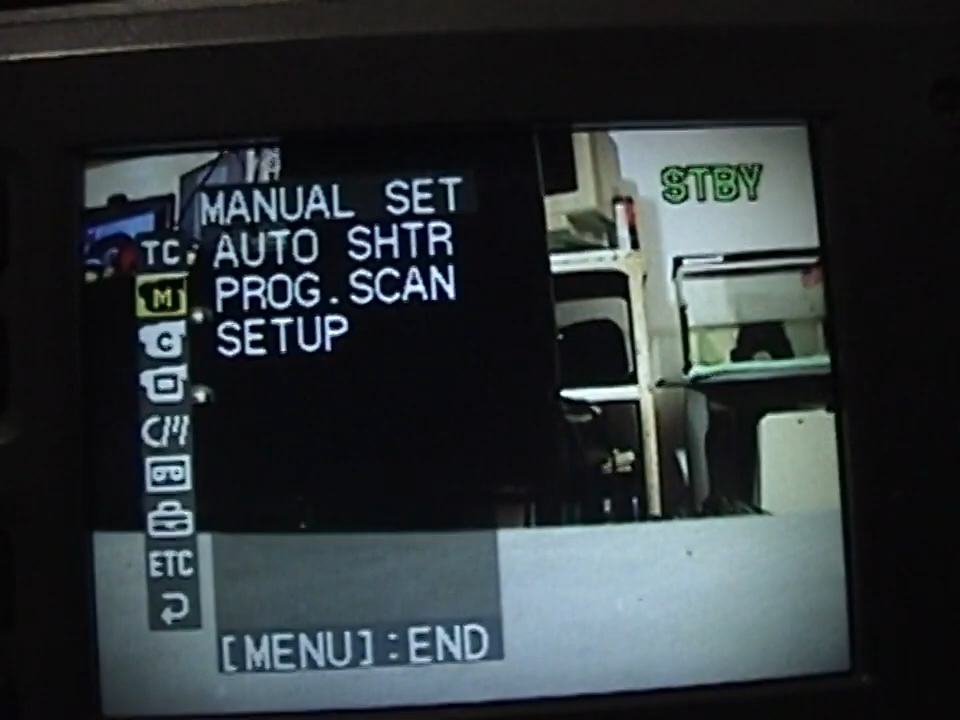 STBY
MANUAL SET
TC
AUTO SHTR
M
PROG.SCAN
C
SETUP
ETC
[MENU]:END